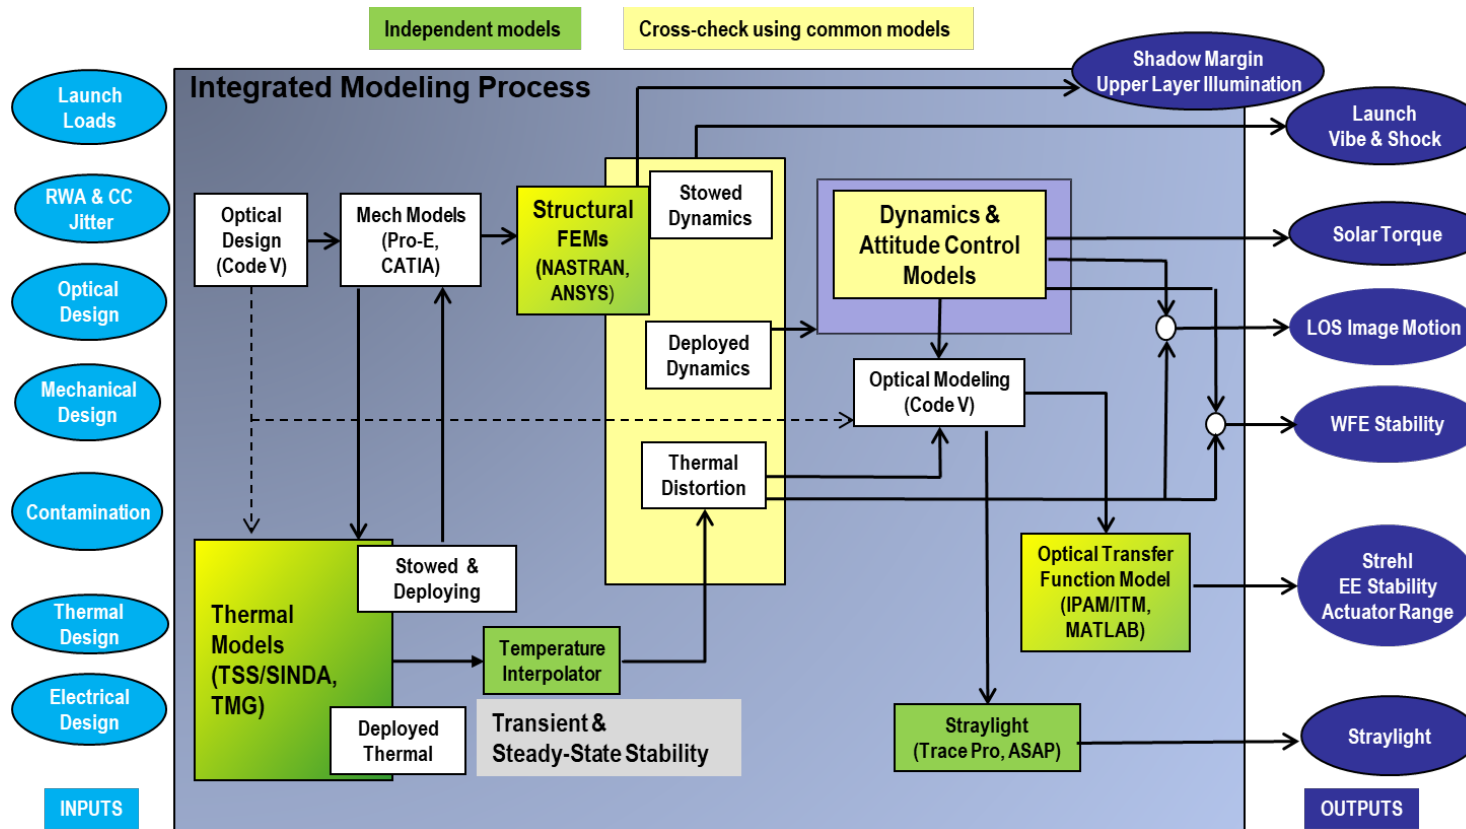 Independent models
Cross-check using common models
Integrated Modeling Process
Launch
Loads
RWA & CC
Jitter
Optical
Design
Mechanical
Design
Contamination
Thermal
Design
Electrical
Design
INPUTS
Optical
Design
(Code V)
Mech Models
(Pro-E,
CATIA)
Structural
FEMs
(NASTRAN,
ANSYS)
Stowed
Dynamics
Deployed
Dynamics
Thermal
Distortion
Dynamics &
Attitude Control
Models
Optical Modeling
(Code V)
Stowed &
Deploying
Thermal
Models
(TSS/SINDA,
TMG)
Deployed
Thermal
Temperature
Interpolator
Transient &
Steady-State Stability
Optical Transfer
Function Model
(IPAM/ITM,
MATLAB)
Straylight
(Trace Pro, ASAP)
Shadow Margin
Upper Layer Illumination
Launch
Vibe & Shock
Solar Torque
LOS Image Motion
WFE Stability
Strehl
EE Stability
Actuator Range
Straylight
OUTPUTS